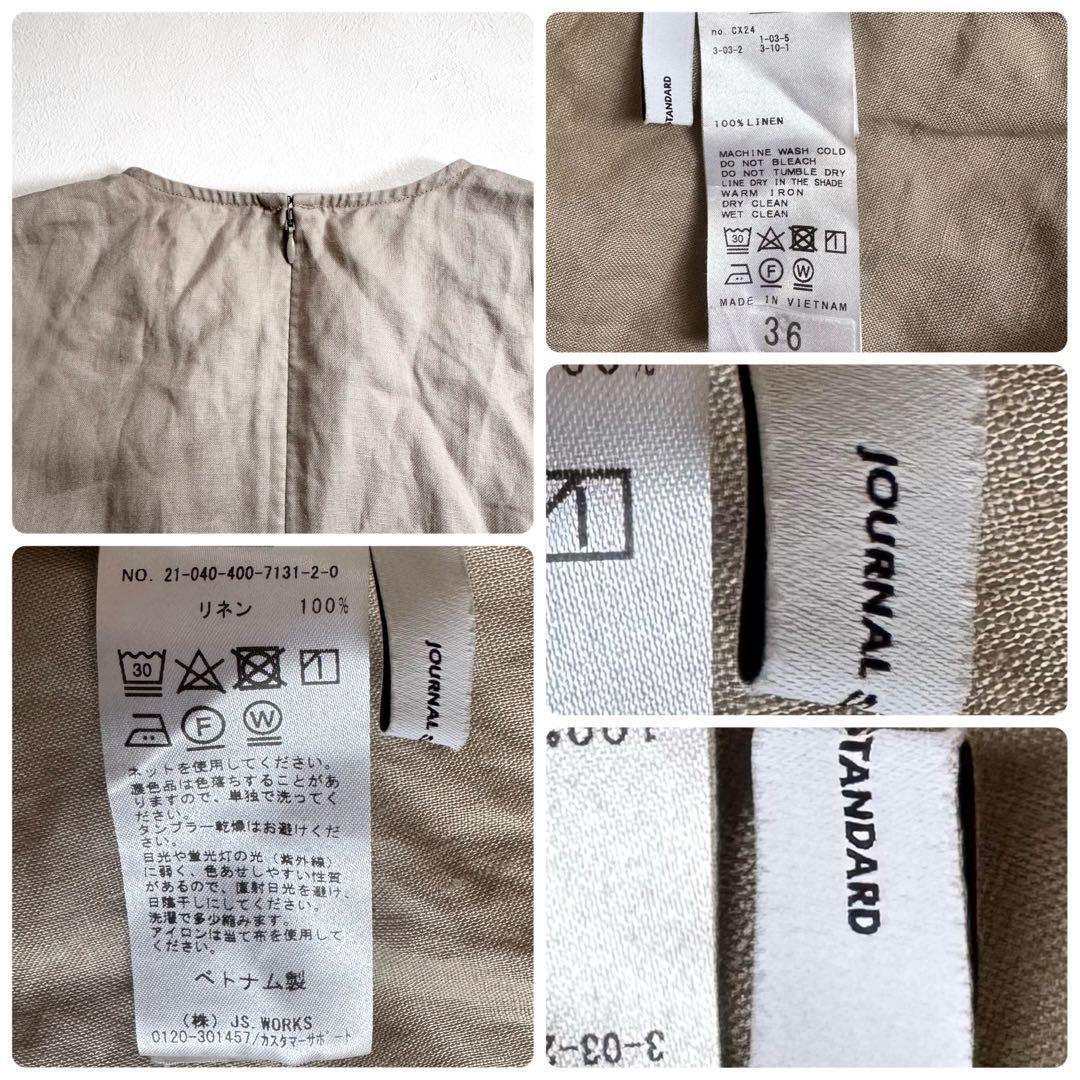 no. CX24
1-03-5
3-03-2 3-10-1
STANDARD
100% LINEN
MACHINE WASH COLD
DO NOT BLEACH
DO NOT TUMBLE DRY
LINE DRY IN THE SHADE
WARM IRON
DRY CLEAN
WET CLEAN
30
F W
MADE IN VIETNAM
36
NO. 21-040-400-7131-2-0
リネン 100%
30
F W
ネットを使用してください。
濃色品は色落ちすることがあ
りますので、単独で洗ってく
ださい。
タンブラー乾燥はお避けくだ
さい。
日光や蛍光灯の光（紫外線）
に弱く、色あせしやすい性質
があるので、直射日光を避け、
日陰干しにしてください。
洗濯で多少縮みます。
アイロンは当て布を使用して
ください。
ベトナム製
(株) JS. WORKS
0120-301457/カスタマーサポート
JOURNAL S
100%
JOURNAL S
100%
STANDARD
3-03-2